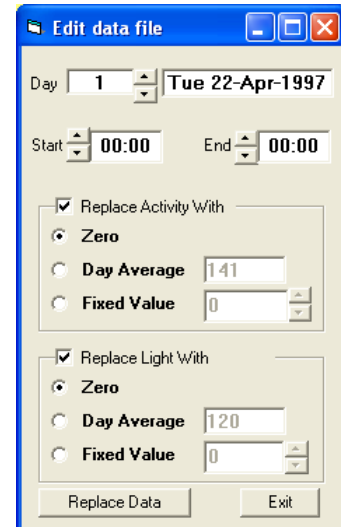 Edit data file
Day 1 Tue 22-Apr-1997
Start 00:00 End 00:00
Replace Activity With
Zero
Day Average 141
Fixed Value 0
Replace Light With
Zero
Day Average 120
Fixed Value 0
Replace Data Exit